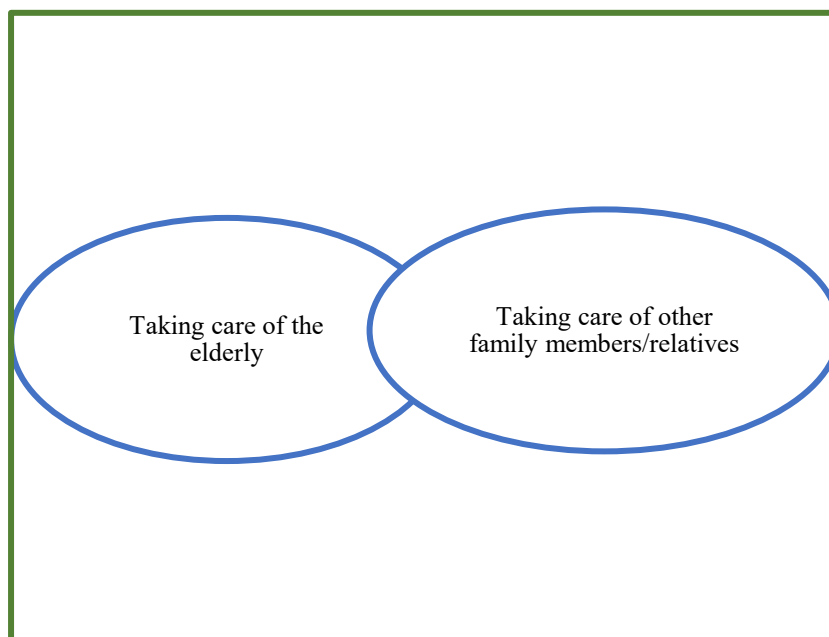 Taking care of the
elderly
Taking care of other
family members/relatives